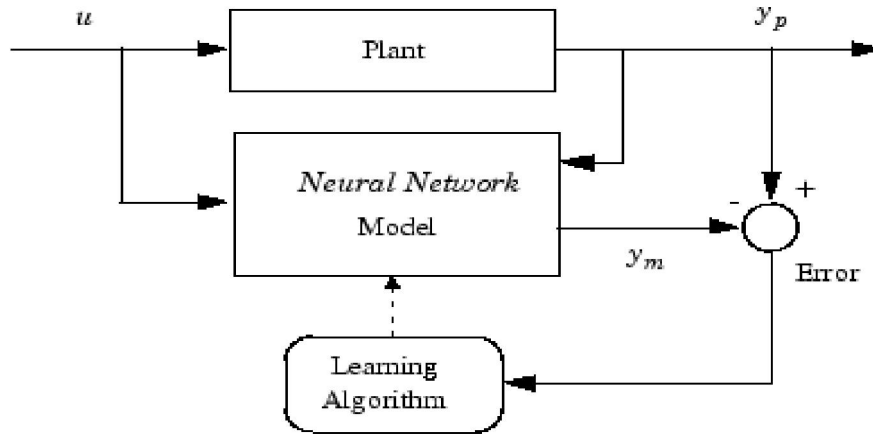 u
y_p
Plant
Neural Network
Model
- +
y_m
Error
Learning
Algorithm